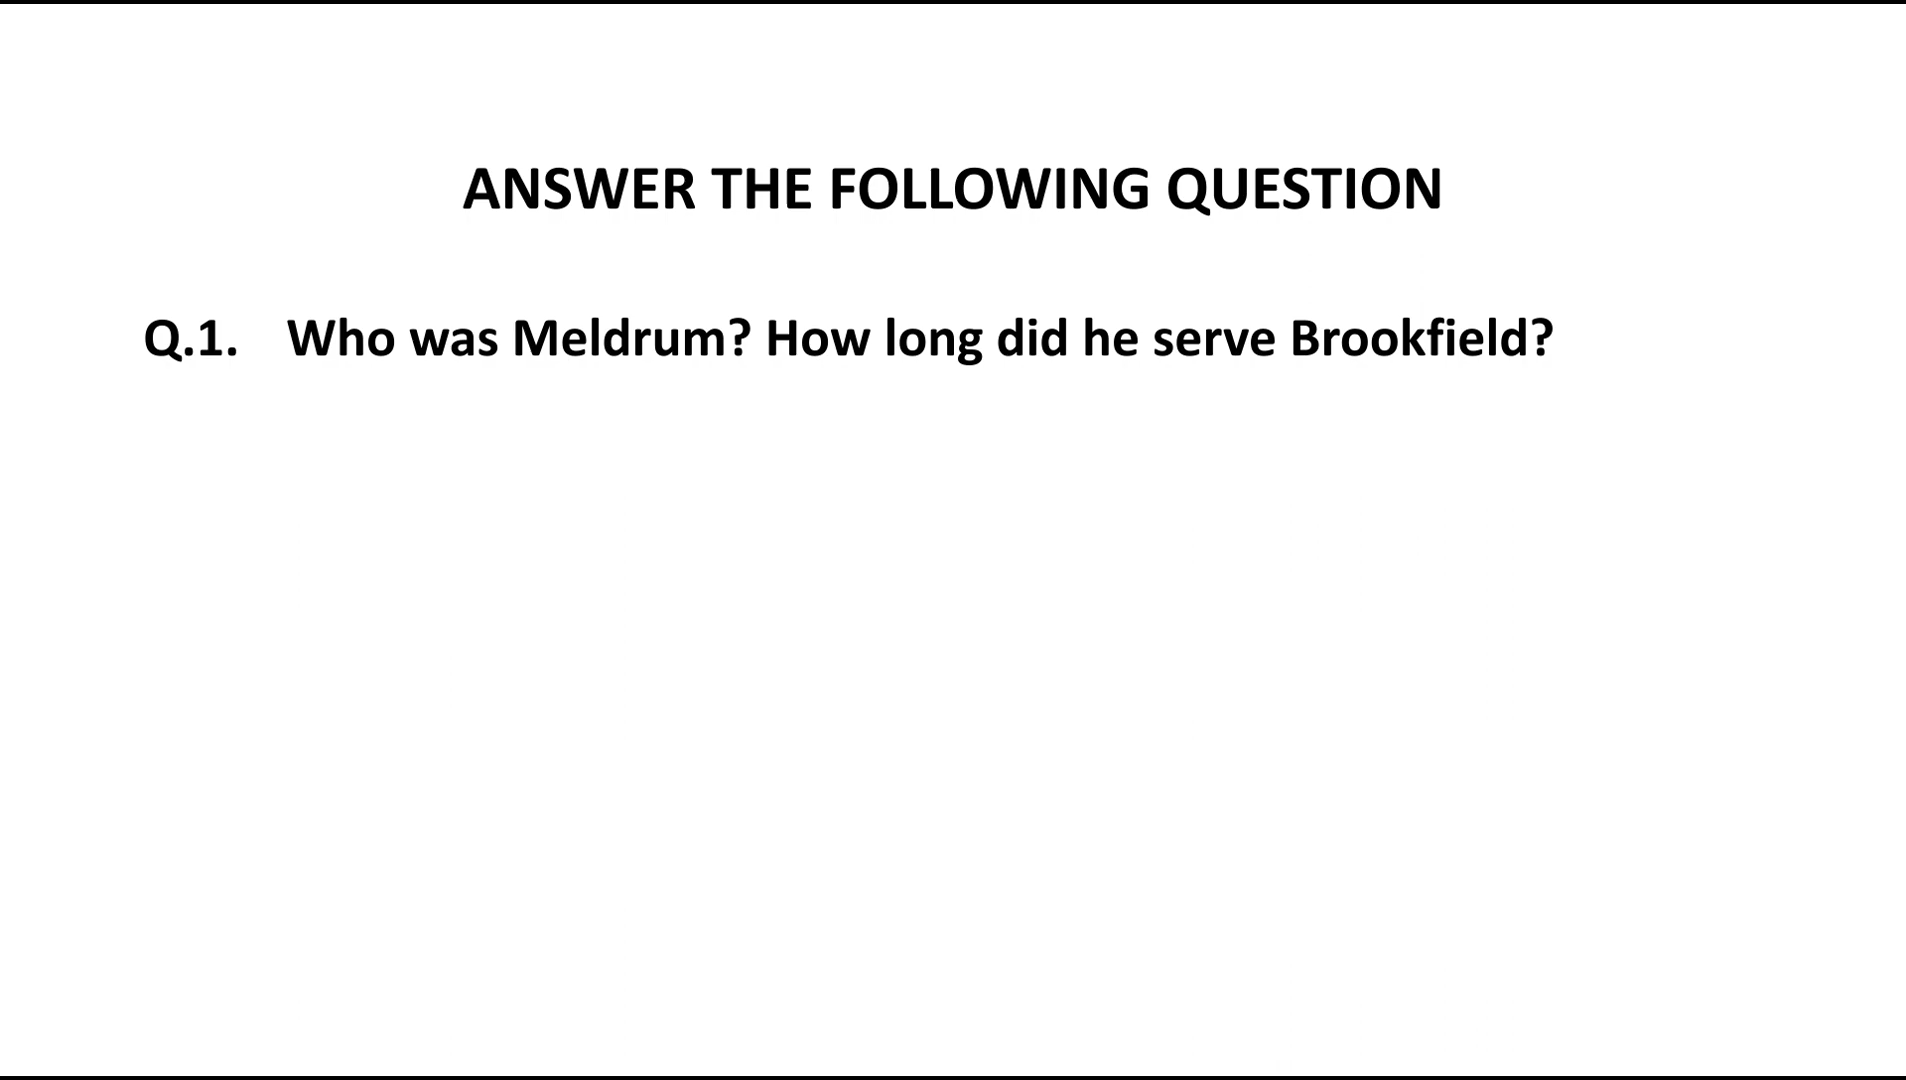 ANSWER THE FOLLOWING QUESTION
Q.1. Who was Meldrum? How long did he serve Brookfield?